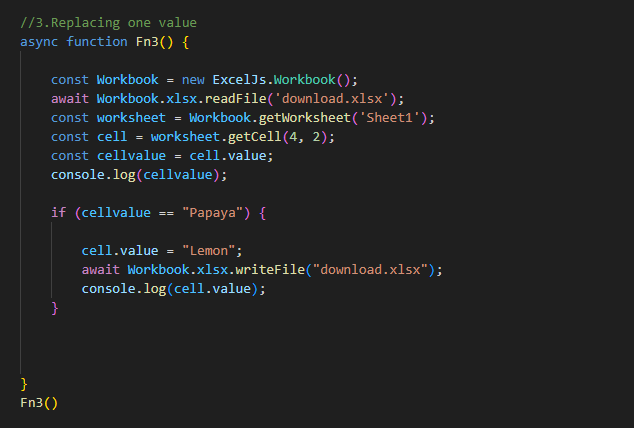 //3.Replacing one value
async function Fn3() {
const Workbook = new ExcelJs.Workbook();
await Workbook.xlsx.readFile('download.xlsx');
const worksheet = Workbook.getWorksheet('Sheet1');
const cell = worksheet.getCell(4, 2);
const cellvalue = cell.value;
console.log(cellvalue);
if (cellvalue == "Papaya") {
cell.value = "Lemon";
await Workbook.xlsx.writeFile("download.xlsx");
console.log(cell.value);
}
}
Fn3()